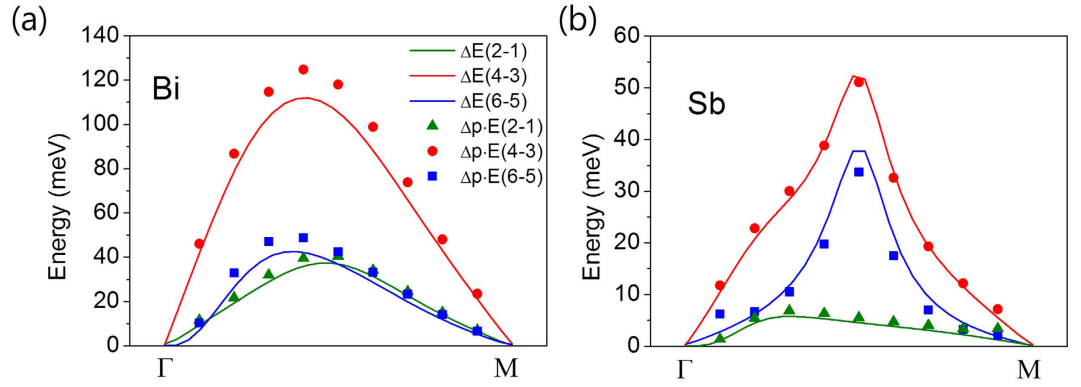 (a)
140
120
100
80
60
40
20
0
Energy (meV)
Bi
ΔE(2-1)
ΔE(4-3)
ΔE(6-5)
Δp·E(2-1)
Δp·E(4-3)
Δp·E(6-5)
Γ
M
(b)
60
50
40
30
20
10
0
Energy (meV)
Sb
Γ
M